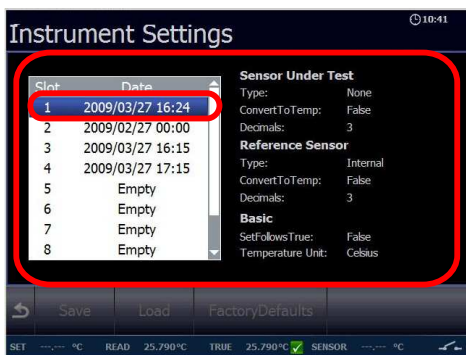 10:41
Instrument Settings
Slot Date
1 2009/03/27 16:24
2 2009/02/27 00:00
3 2009/03/27 16:15
4 2009/03/27 17:15
5 Empty
6 Empty
7 Empty
8 Empty
Sensor Under Test
Type: None
ConvertToTemp: False
Decimals: 3
Reference Sensor
Type: Internal
ConvertToTemp: False
Decimals: 3
Basic
SetFollowsTrue: False
Temperature Unit: Celsius
Save Load FactoryDefaults
SET ---.--- °C READ 25.790°C TRUE 25.790°C SENSOR ---.--- °C